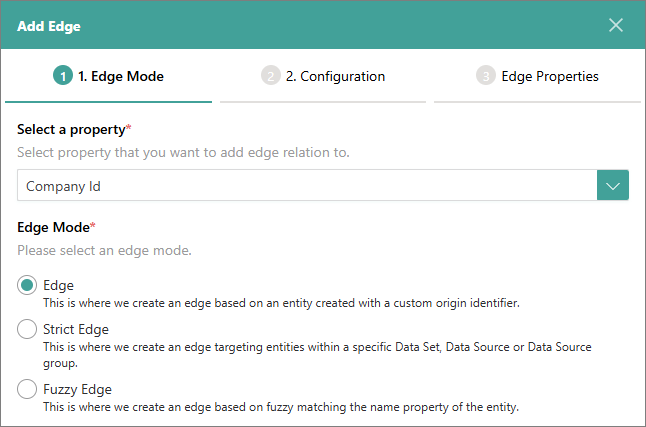 Add Edge
1 1. Edge Mode 2 2. Configuration 3 Edge Properties
Select a property*
Select property that you want to add edge relation to.
Company Id
Edge Mode*
Please select an edge mode.
Edge
This is where we create an edge based on an entity created with a custom origin identifier.
Strict Edge
This is where we create an edge targeting entities within a specific Data Set, Data Source or Data Source
group.
Fuzzy Edge
This is where we create an edge based on fuzzy matching the name property of the entity.